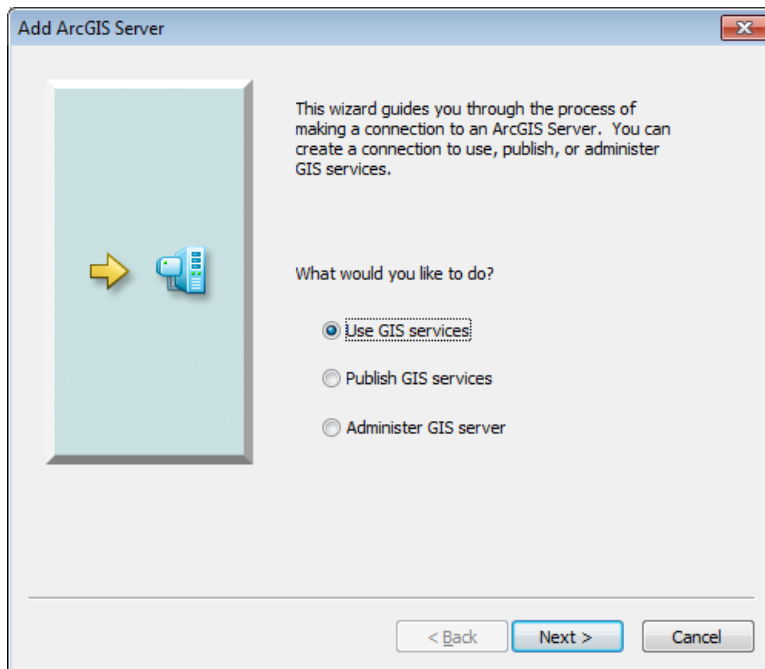 Add ArcGIS Server
This wizard guides you through the process of
making a connection to an ArcGIS Server.  You can
create a connection to use, publish, or administer
GIS services.
What would you like to do?
Use GIS services
Publish GIS services
Administer GIS server
< Back
Next >
Cancel